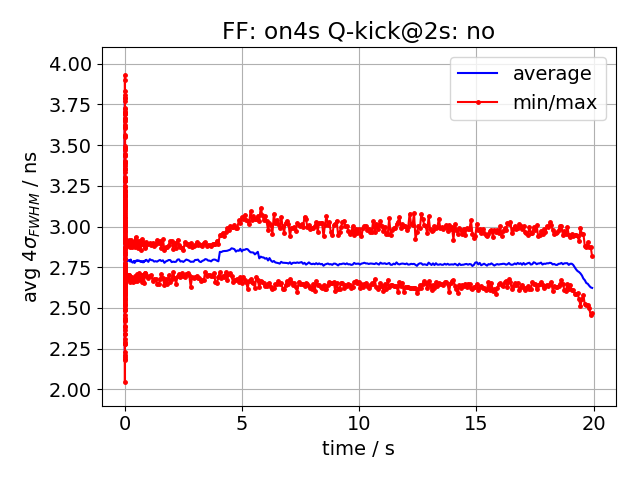 FF: on4s Q-kick@2s: no
average
min/max
4.00
3.75
3.50
3.25
3.00
2.75
2.50
2.25
2.00
avg 4σ_FWHM / ns
0
5
10
15
20
time / s